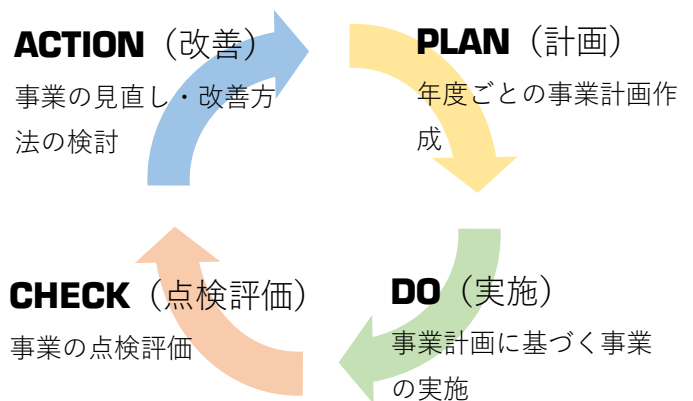 ACTION（改善）
事業の見直し・改善方
法の検討
PLAN（計画）
年度ごとの事業計画作
成
CHECK（点検評価）
事業の点検評価
DO（実施）
事業計画に基づく事業
の実施